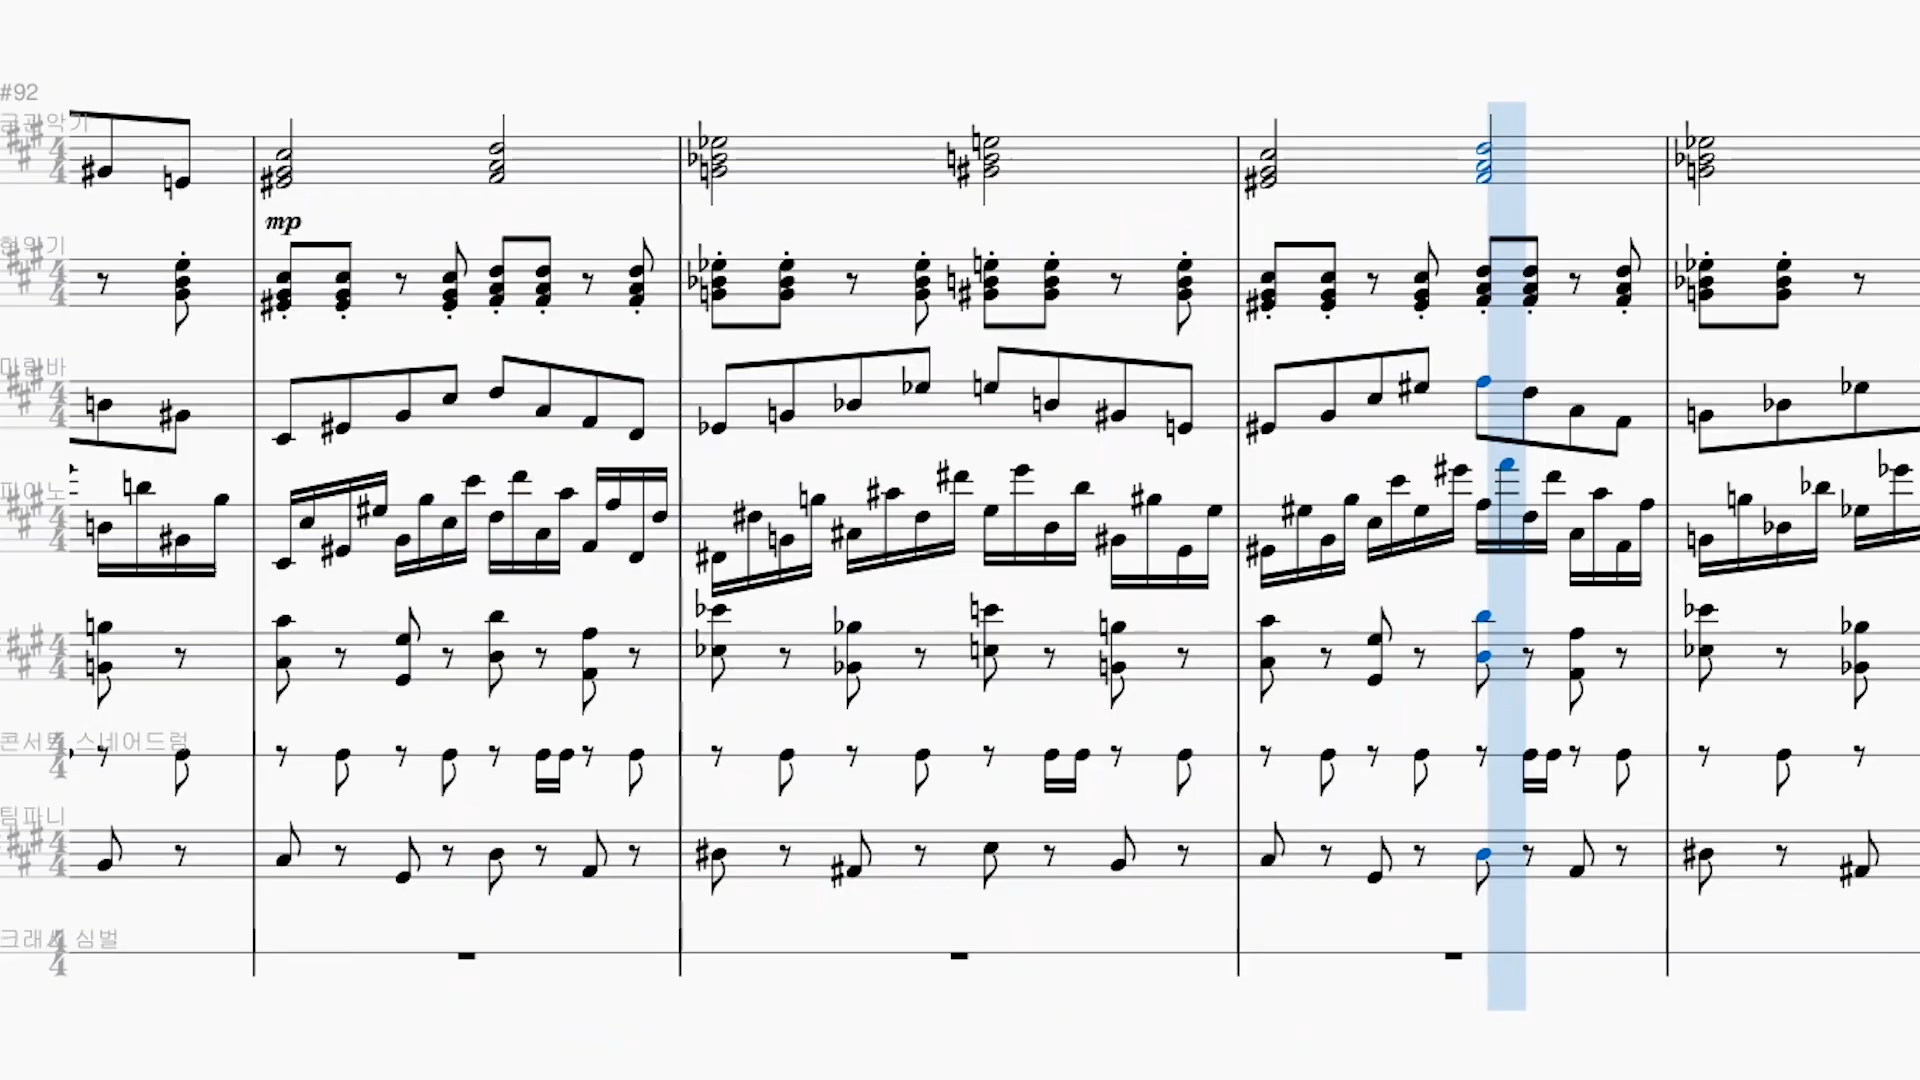 #92
금관악기
mp
현악기
마림바
피아노
콘서트 스네어드럼
팀파니
크래시 심벌